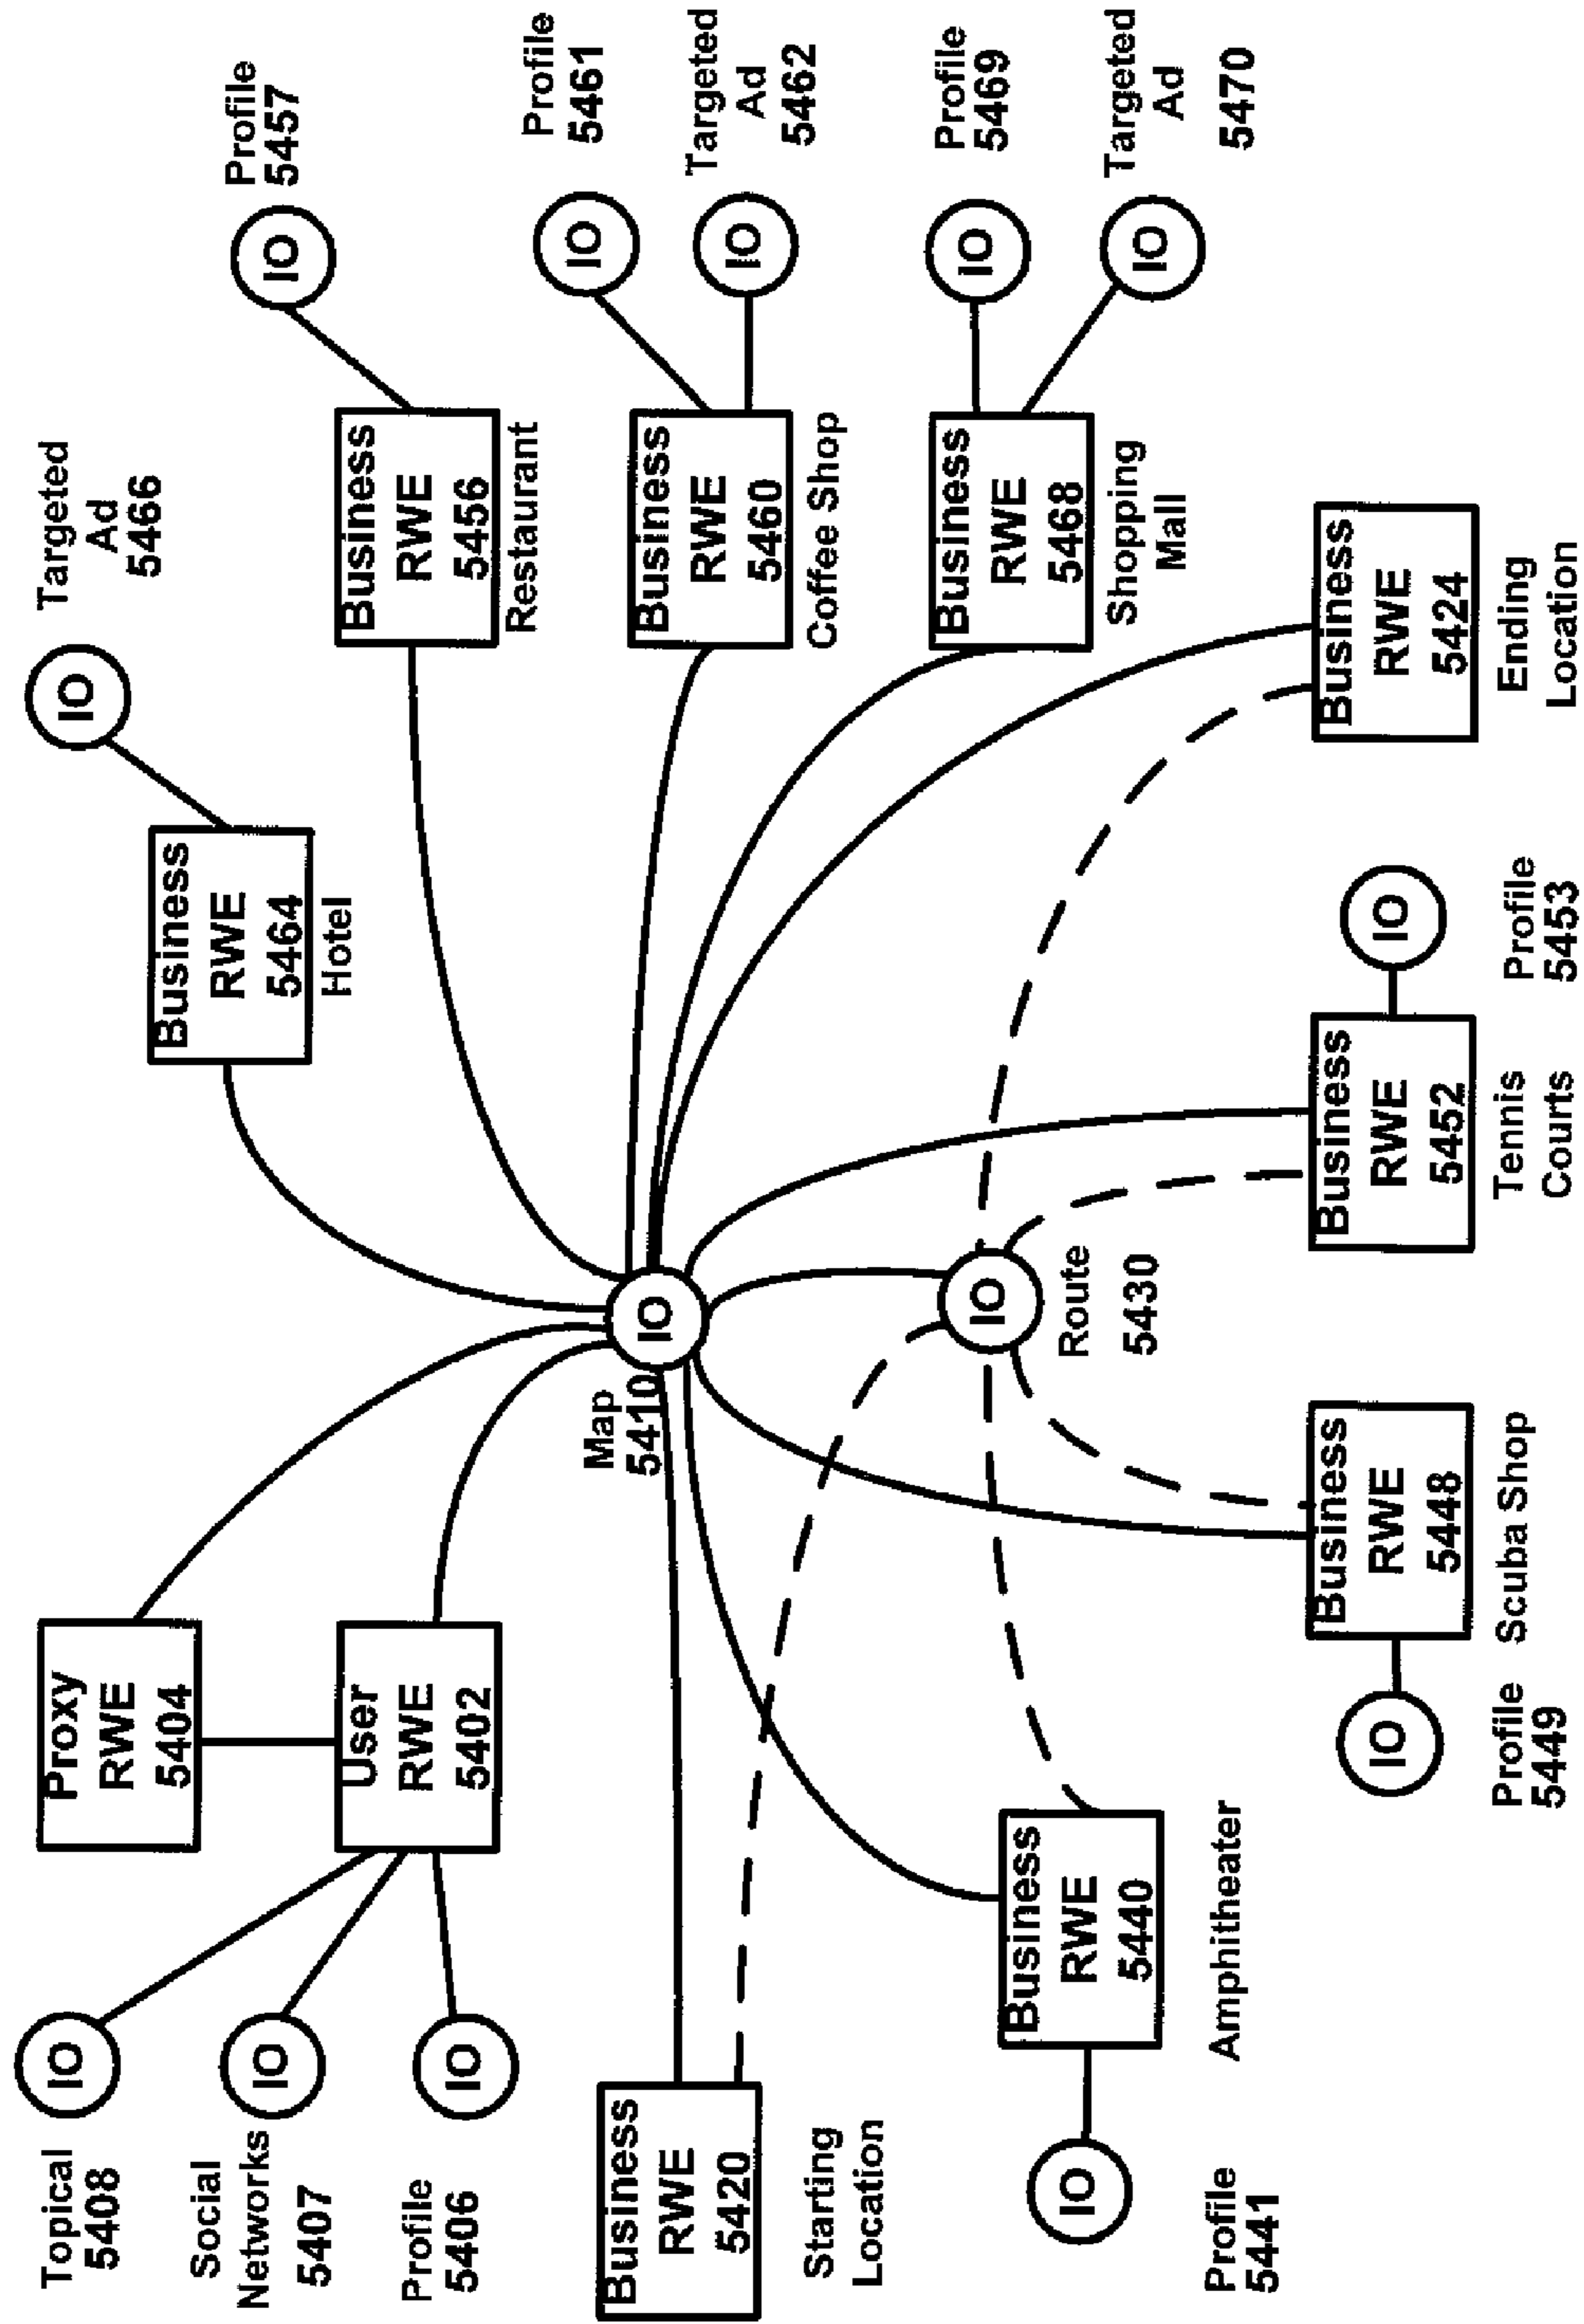 Topical
5408
IO
Social
Networks
5407
IO
Profile
5406
IO
Proxy
RWE
5404
User
RWE
5402
Business
RWE
5464
Hotel
IO
Targeted
Ad
5466
Business
RWE
5456
Restaurant
IO
Profile
5457
Map
5410
IO
Business
RWE
5460
Coffee Shop
IO
Profile
5461
IO
Targeted
Ad
5462
Business
RWE
5468
Shopping
Mall
IO
Profile
5469
IO
Targeted
Ad
5470
Business
RWE
5420
Starting
Location
IO
Route
5430
Business
RWE
5440
Amphitheater
IO
Profile
5441
Business
RWE
5448
Scuba Shop
IO
Profile
5449
Business
RWE
5452
Tennis
Courts
IO
Profile
5453
Business
RWE
5424
Ending
Location